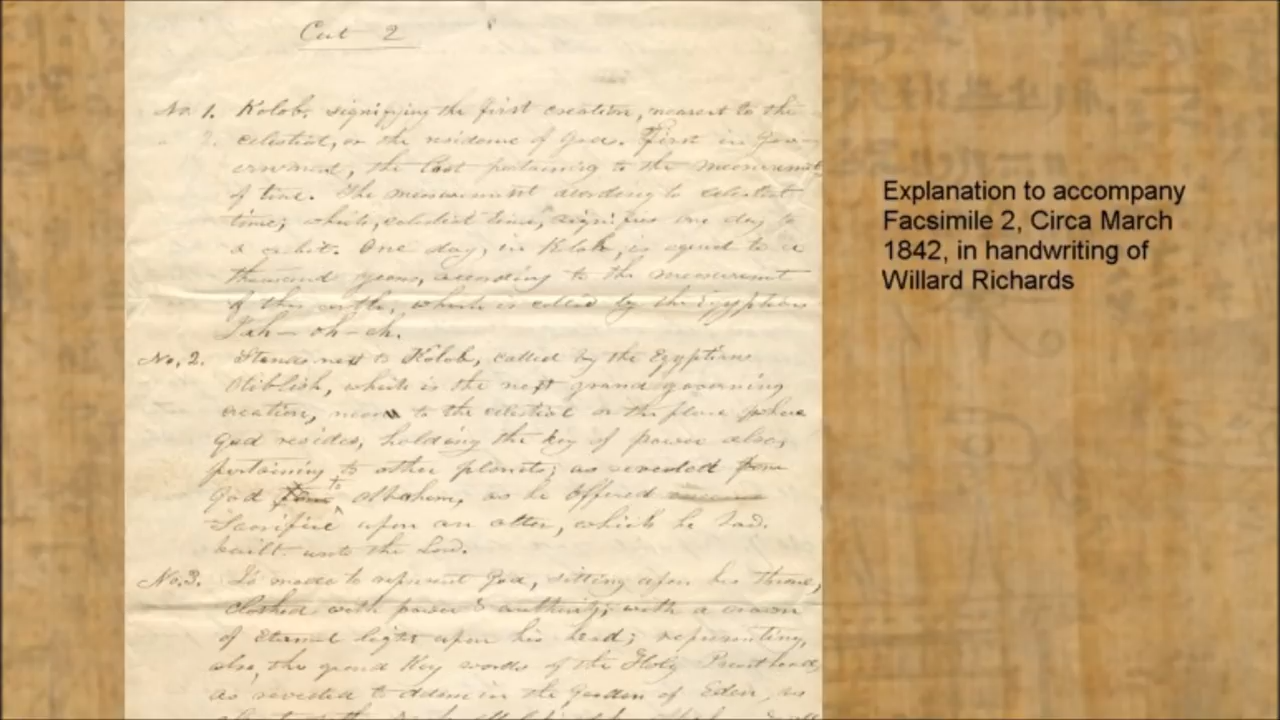 Cut 2
No. 1. Kolob, signifying the first creation, nearest to the
2. celestial, or the residence of God. First in gov-
ernment, the last pertaining to the measurement
of time. The measurement according to celestial
time; which, celestial time, signifies one day to
a cubit. One day, in Kolob, is equal to a
thousand years, according to the measurement
of this earth, which is called by the Egyptians
Jah-oh-eh.
No. 2. Stands next to Kolob, called by the Egyptians
Oliblish, which is the next grand governing
creation, near to the celestial or the place where
God resides, holding the key of power also,
pertaining to other planets; as revealed from
God to Abraham, as he offered
Sacrifice upon an alter, which he had
built unto the Lord.
No. 3. Is made to represent God, sitting upon his throne,
clothed with power & authority; with a crown
of Eternal light upon his head; representing,
also, the grand Key words of the Holy Priesthood,
as revealed to Adam in the Garden of Eden, as
Explanation to accompany
Facsimile 2, Circa March
1842, in handwriting of
Willard Richards